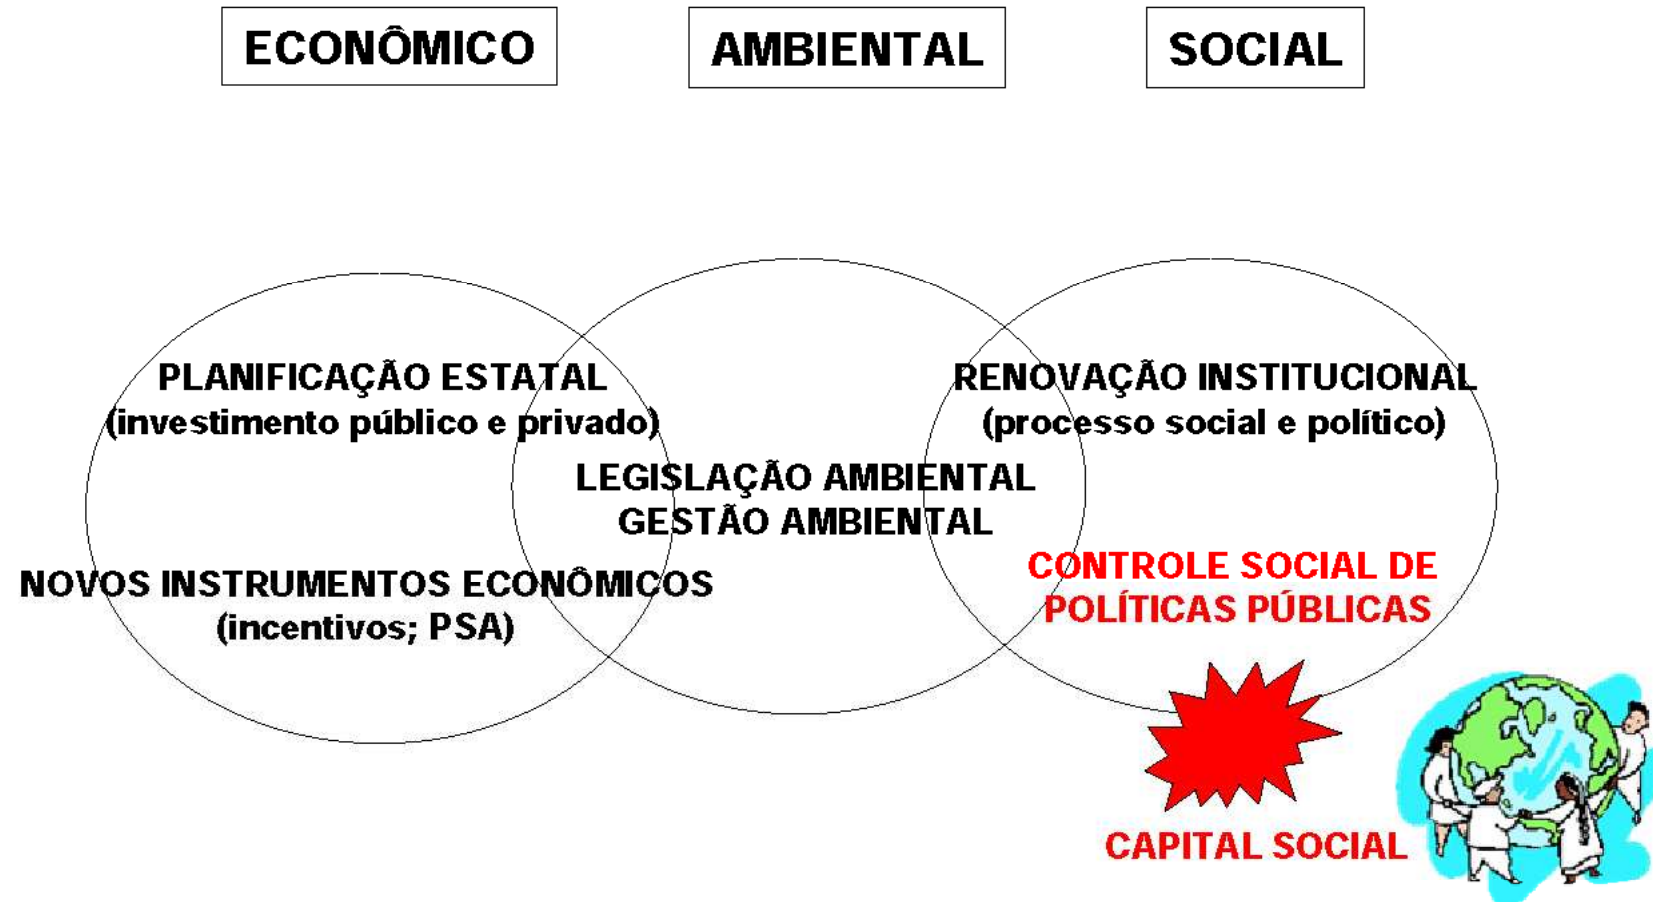 ECONÔMICO
AMBIENTAL
SOCIAL
PLANIFICAÇÃO ESTATAL
(investimento público e privado)
RENOVAÇÃO INSTITUCIONAL
(processo social e político)
LEGISLAÇÃO AMBIENTAL
GESTÃO AMBIENTAL
NOVOS INSTRUMENTOS ECONÔMICOS
(incentivos; PSA)
CONTROLE SOCIAL DE
POLÍTICAS PÚBLICAS
CAPITAL SOCIAL